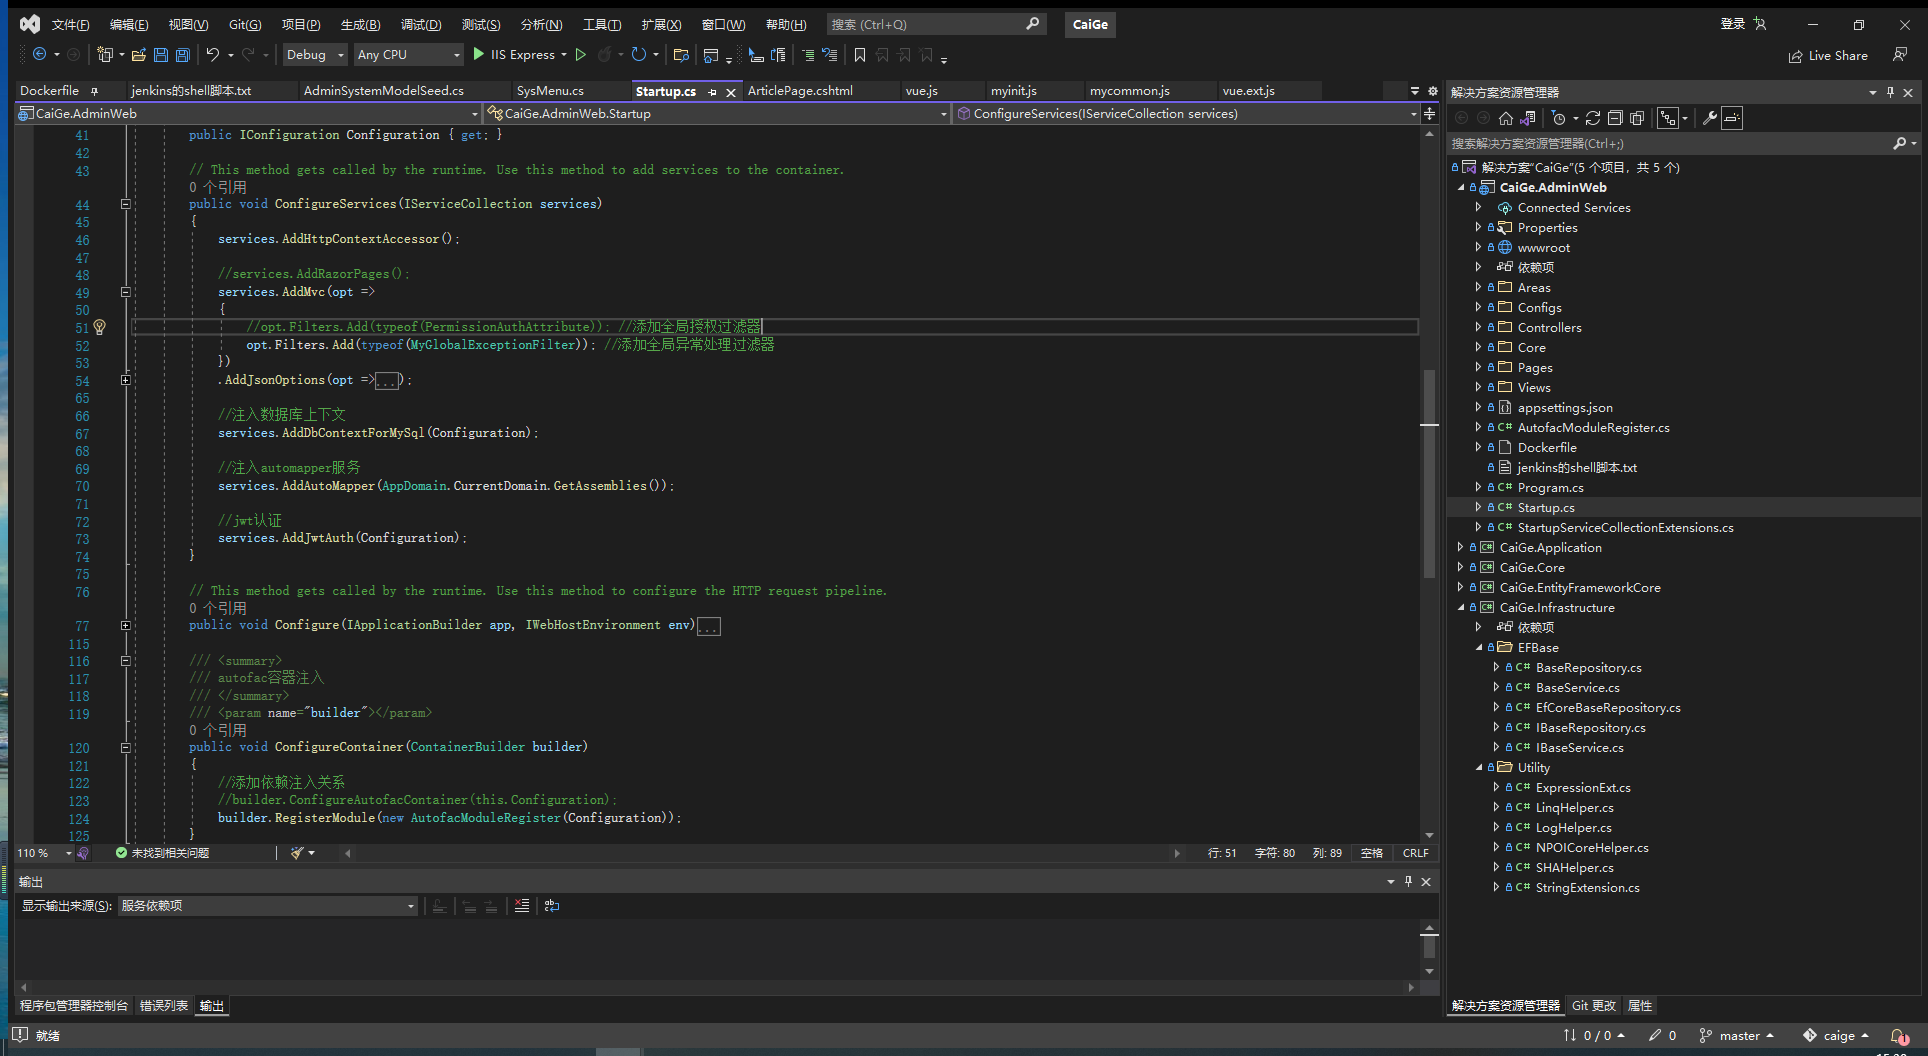 文件(F) 编辑(E) 视图(V) Git(G) 项目(P) 生成(B) 调试(D) 测试(S) 分析(N) 工具(T) 扩展(X) 窗口(W) 帮助(H) 搜索 (Ctrl+Q) CaiGe 登录
Debug Any CPU IIS Express Live Share
Dockerfile jenkins的shell脚本.txt AdminSystemModelSeed.cs SysMenu.cs Startup.cs ArticlePage.cshtml vue.js myinit.js mycommon.js vue.ext.js
CaiGe.AdminWeb CaiGe.AdminWeb.Startup ConfigureServices(IServiceCollection services)
41 public IConfiguration Configuration { get; }
42
43 // This method gets called by the runtime. Use this method to add services to the container.
0 个引用
44 public void ConfigureServices(IServiceCollection services)
45 {
46 services.AddHttpContextAccessor();
47
48 //services.AddRazorPages();
49 services.AddMvc(opt =>
50 {
51 //opt.Filters.Add(typeof(PermissionAuthAttribute)); //添加全局授权过滤器
52 opt.Filters.Add(typeof(MyGlobalExceptionFilter)); //添加全局异常处理过滤器
53 })
54 .AddJsonOptions(opt =>...);
65
66 //注入数据库上下文
67 services.AddDbContextForMySql(Configuration);
68
69 //注入automapper服务
70 services.AddAutoMapper(AppDomain.CurrentDomain.GetAssemblies());
71
72 //jwt认证
73 services.AddJwtAuth(Configuration);
74 }
75
76 // This method gets called by the runtime. Use this method to configure the HTTP request pipeline.
0 个引用
77 public void Configure(IApplicationBuilder app, IWebHostEnvironment env)...
115
116 /// <summary>
117 /// autofac容器注入
118 /// </summary>
119 /// <param name="builder"></param>
0 个引用
120 public void ConfigureContainer(ContainerBuilder builder)
121 {
122 //添加依赖注入关系
123 //builder.ConfigureAutofacContainer(this.Configuration);
124 builder.RegisterModule(new AutofacModuleRegister(Configuration));
125 }
110 % 未找到相关问题 行: 51 字符: 80 列: 89 空格 CRLF
输出
显示输出来源(S): 服务依赖项
程序包管理器控制台 错误列表 输出
解决方案资源管理器
搜索解决方案资源管理器(Ctrl+;)
解决方案"CaiGe"(5 个项目，共 5 个)
CaiGe.AdminWeb
Connected Services
Properties
wwwroot
依赖项
Areas
Configs
Controllers
Core
Pages
Views
appsettings.json
C# AutofacModuleRegister.cs
Dockerfile
jenkins的shell脚本.txt
C# Program.cs
C# Startup.cs
C# StartupServiceCollectionExtensions.cs
C# CaiGe.Application
C# CaiGe.Core
C# CaiGe.EntityFrameworkCore
C# CaiGe.Infrastructure
依赖项
EFBase
C# BaseRepository.cs
C# BaseService.cs
C# EfCoreBaseRepository.cs
C# IBaseRepository.cs
C# IBaseService.cs
Utility
C# ExpressionExt.cs
C# LinqHelper.cs
C# LogHelper.cs
C# NPOICoreHelper.cs
C# SHAHelper.cs
C# StringExtension.cs
解决方案资源管理器 Git 更改 属性
就绪 0 / 0 0 master caige 1